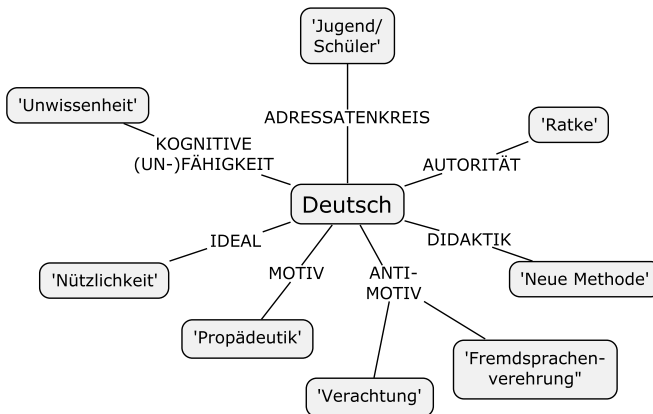 'Jugend/
Schüler'
'Unwissenheit'
ADRESSATENKREIS
'Ratke'
KOGNITIVE
(UN-)FÄHIGKEIT
AUTORITÄT
Deutsch
IDEAL
DIDAKTIK
'Nützlichkeit'
MOTIV
ANTI-
MOTIV
'Neue Methode'
'Propädeutik'
'Fremdsprachen-
verehrung"
'Verachtung'